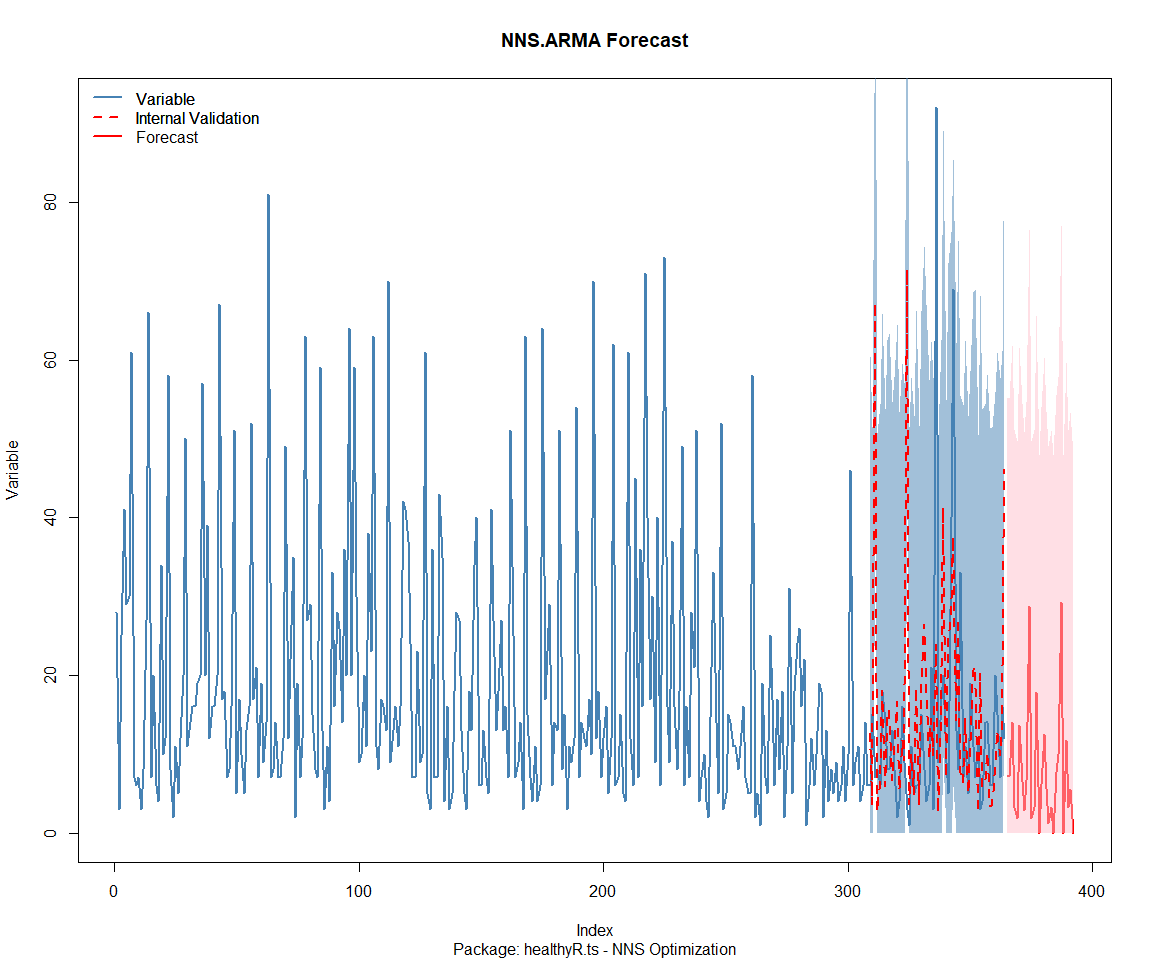 NNS.ARMA Forecast
Variable
Internal Validation
Forecast
Variable
80
60
40
20
0
0 100 200 300 400
Index
Package: healthyR.ts - NNS Optimization